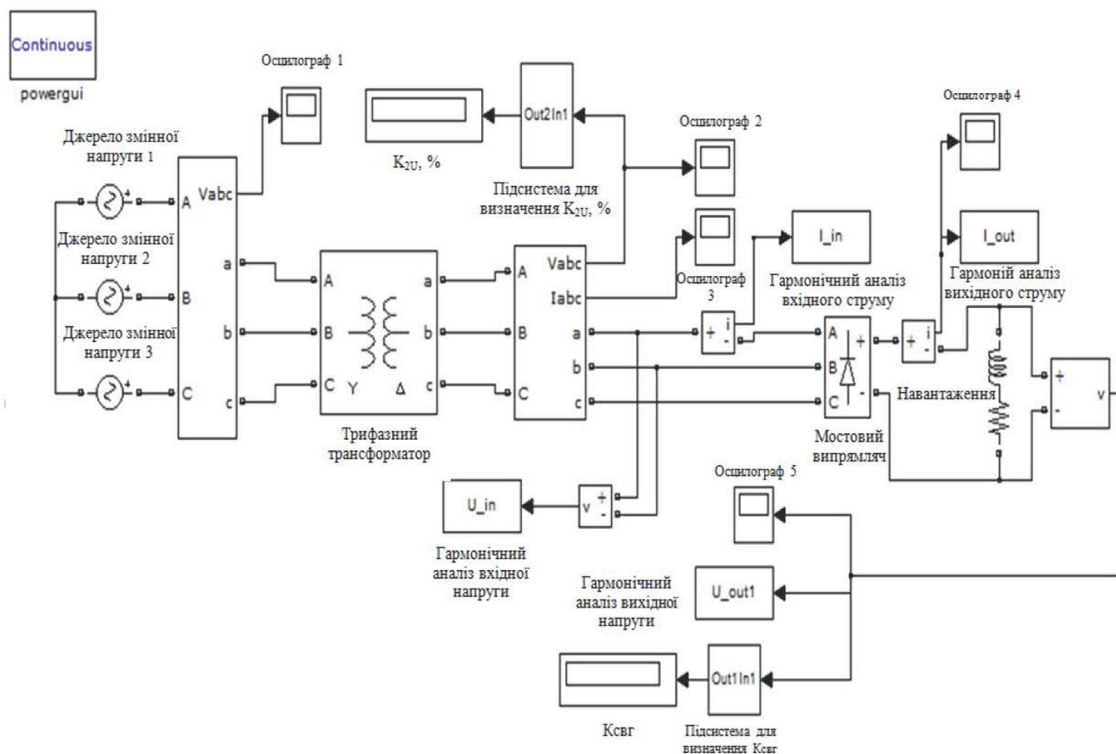 Continuous
powergui
Осцилограф 1
Джерело змінної
напруги 1
Vabc
A
Джерело змінної
напруги 2
B
Джерело змінної
напруги 3
C
a
b
c
K2U, %
Out2 In1
Підсистема для
визначення K2U, %
Осцилограф 2
Осцилограф
3
A
B
C
Y
Δ
a
b
c
Трифазний
трансформатор
A
B
C
Vabc
Iabc
a
b
c
I_in
Гармонічний аналіз
вхідного струму
+
i
-
Осцилограф 4
I_out
Гармоній аналіз
вихідного струму
A
B
C
+
-
Мостовий
випрямляч
+
i
-
Навантаження
+
-
v
U_in
Гармонічний
аналіз вхідної
напруги
v
+
-
Осцилограф 5
U_out1
Гармонічний
аналіз вихідної
напруги
Ксвг
Out1 In1
Підсистема для
визначення Ксвг